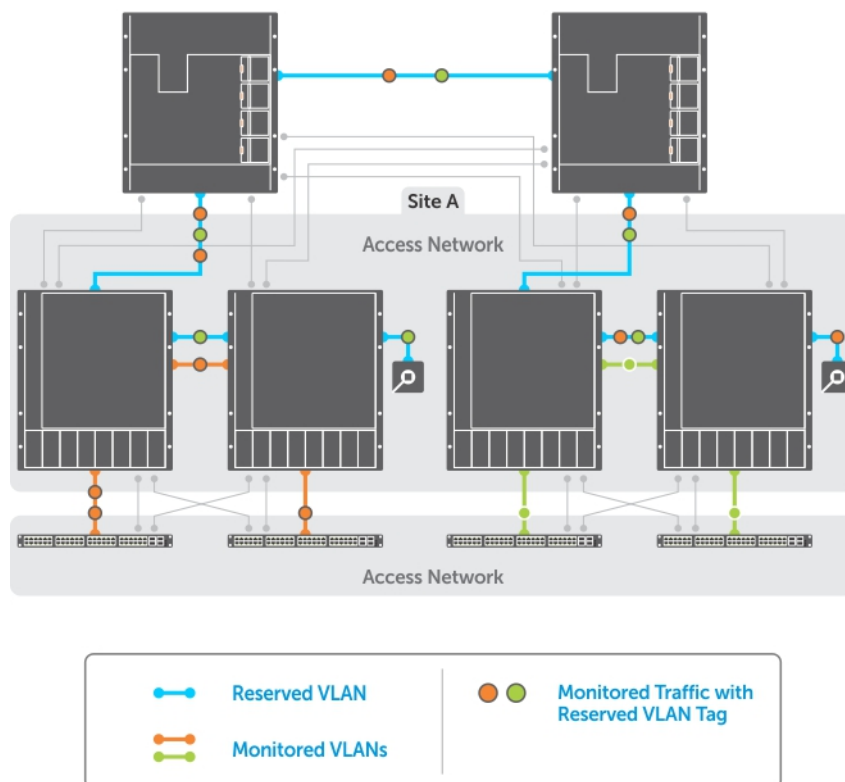 Site A
Access Network
Access Network
Reserved VLAN
Monitored VLANs
Monitored Traffic with
Reserved VLAN Tag